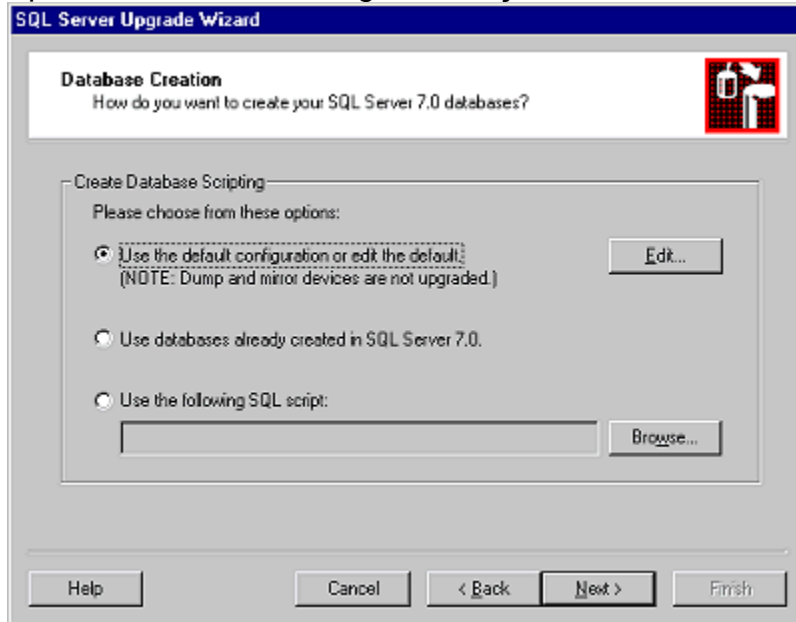 SQL Server Upgrade Wizard
Database Creation
How do you want to create your SQL Server 7.0 databases?
Create Database Scripting
Please choose from these options:
Use the default configuration or edit the default.
Edit...
(NOTE: Dump and mirror devices are not upgraded.)
Use databases already created in SQL Server 7.0.
Use the following SQL script:
Browse...
Help
Cancel
< Back
Next >
Finish